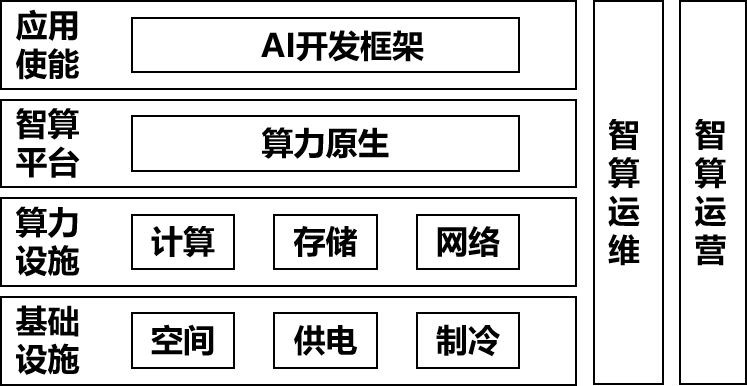 应用
使能
AI开发框架
智算
平台
算力原生
算力
设施
计算
存储
网络
基础
设施
空间
供电
制冷
智算运维
智算运营